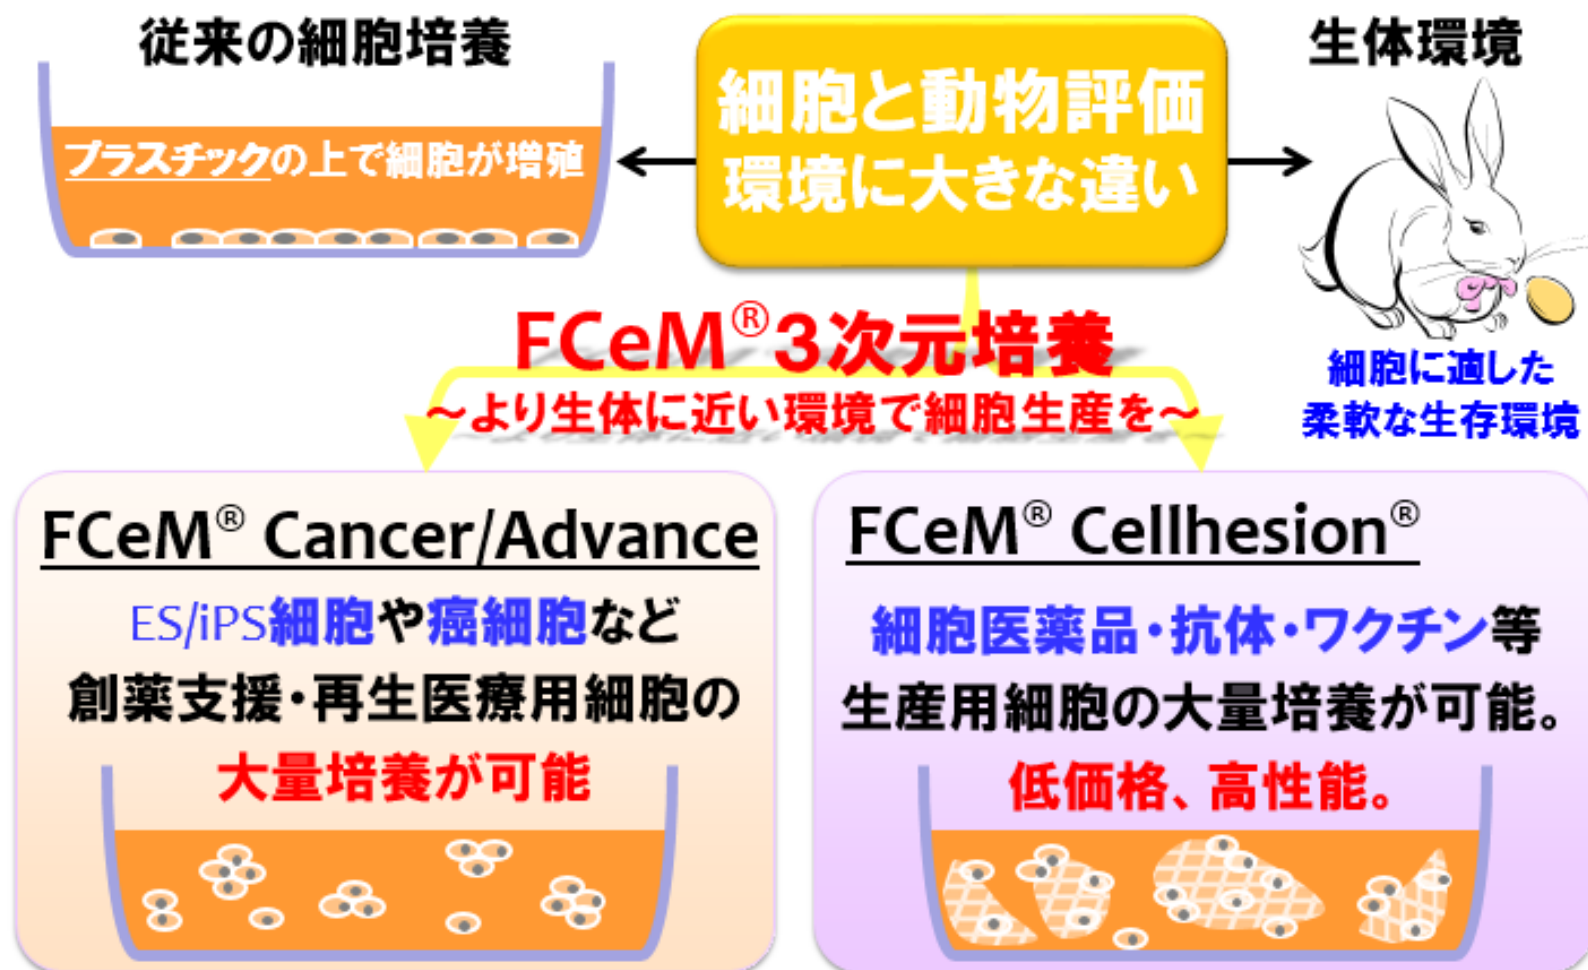 従来の細胞培養
プラスチックの上で細胞が増殖
細胞と動物評価
環境に大きな違い
生体環境
細胞に適した
柔軟な生存環境
FCeM®3次元培養
～より生体に近い環境で細胞生産を～
FCeM® Cancer/Advance
ES/iPS細胞や癌細胞など
創薬支援・再生医療用細胞の
大量培養が可能
FCeM® Cellhesion®
細胞医薬品・抗体・ワクチン等
生産用細胞の大量培養が可能。
低価格、高性能。